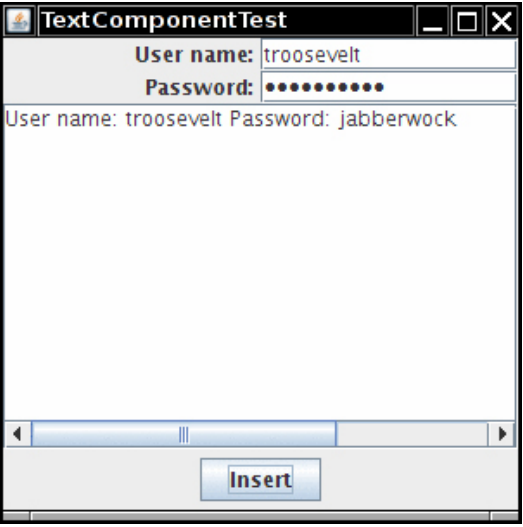 TextComponentTest
User name: troosevelt
Password: ●●●●●●●●●●
User name: troosevelt Password: jabberwock
Insert